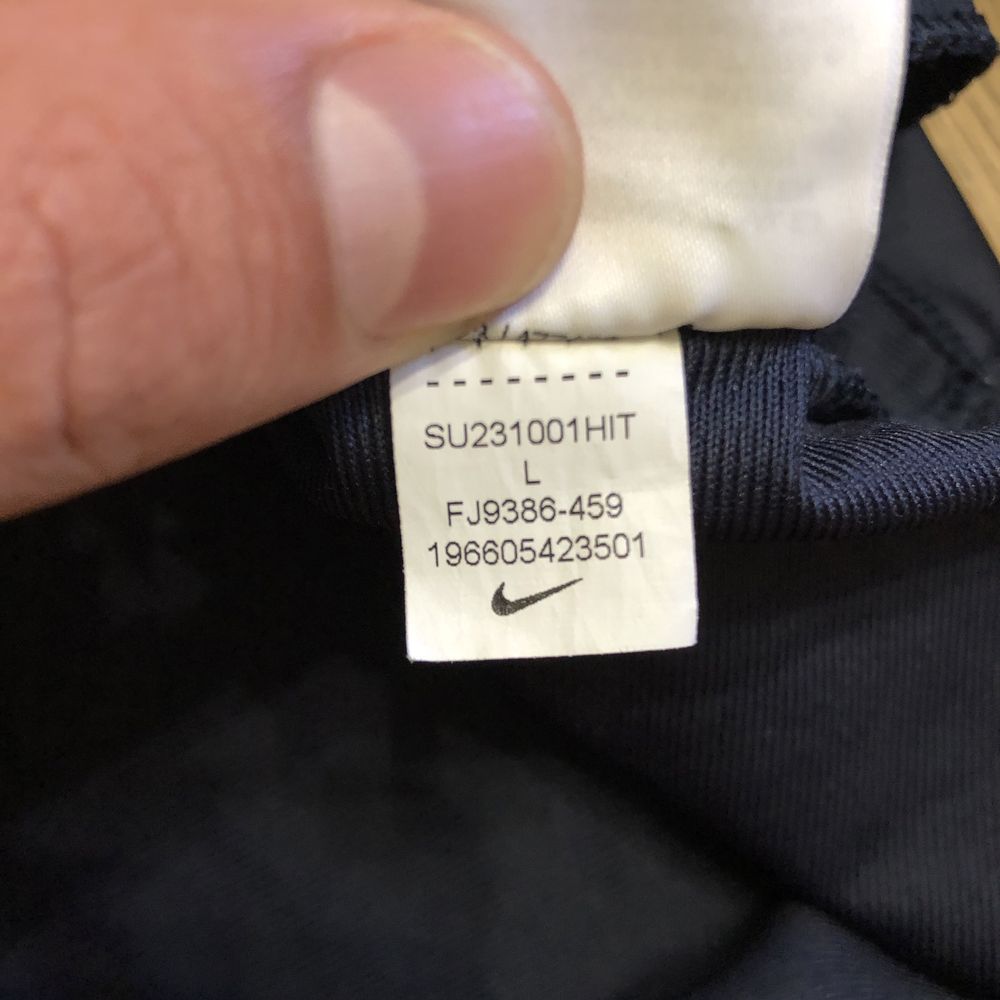 --------
SU231001HIT
L
FJ9386-459
196605423501